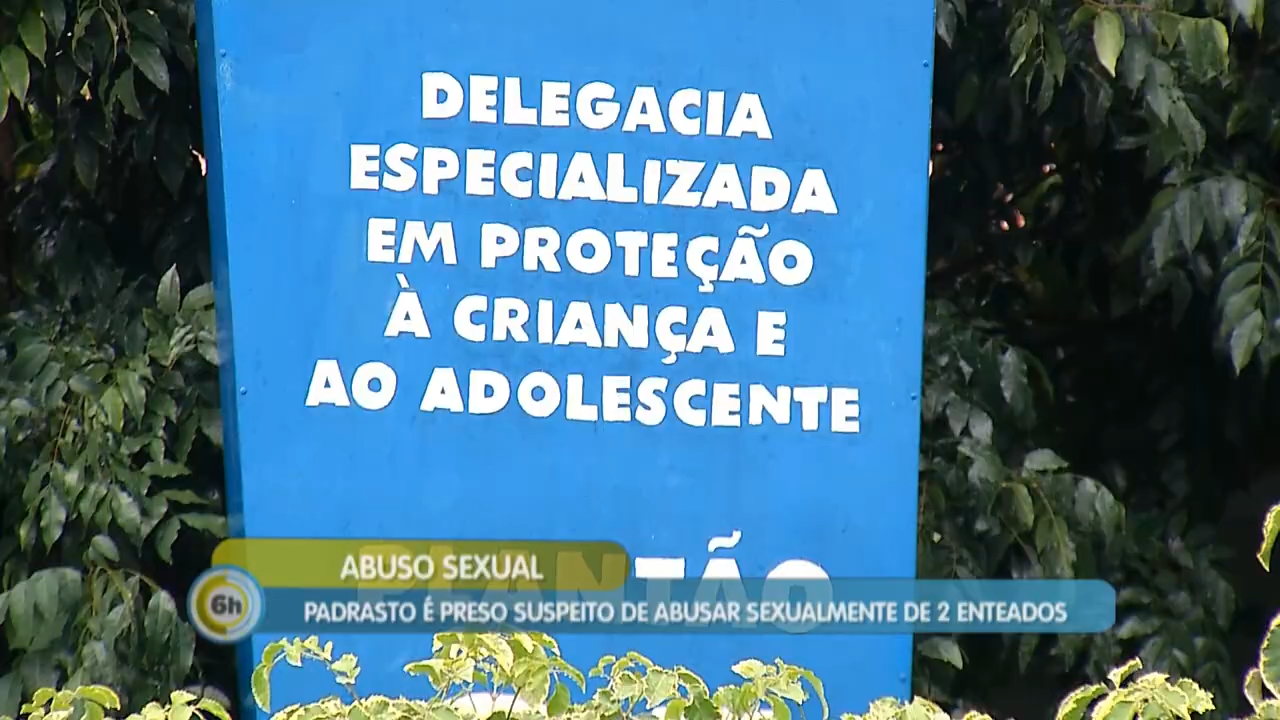 DELEGACIA
ESPECIALIZADA
EM PROTEÇÃO
À CRIANÇA E
AO ADOLESCENTE
PLANTÃO
ABUSO SEXUAL
6h
PADRASTO É PRESO SUSPEITO DE ABUSAR SEXUALMENTE DE 2 ENTEADOS